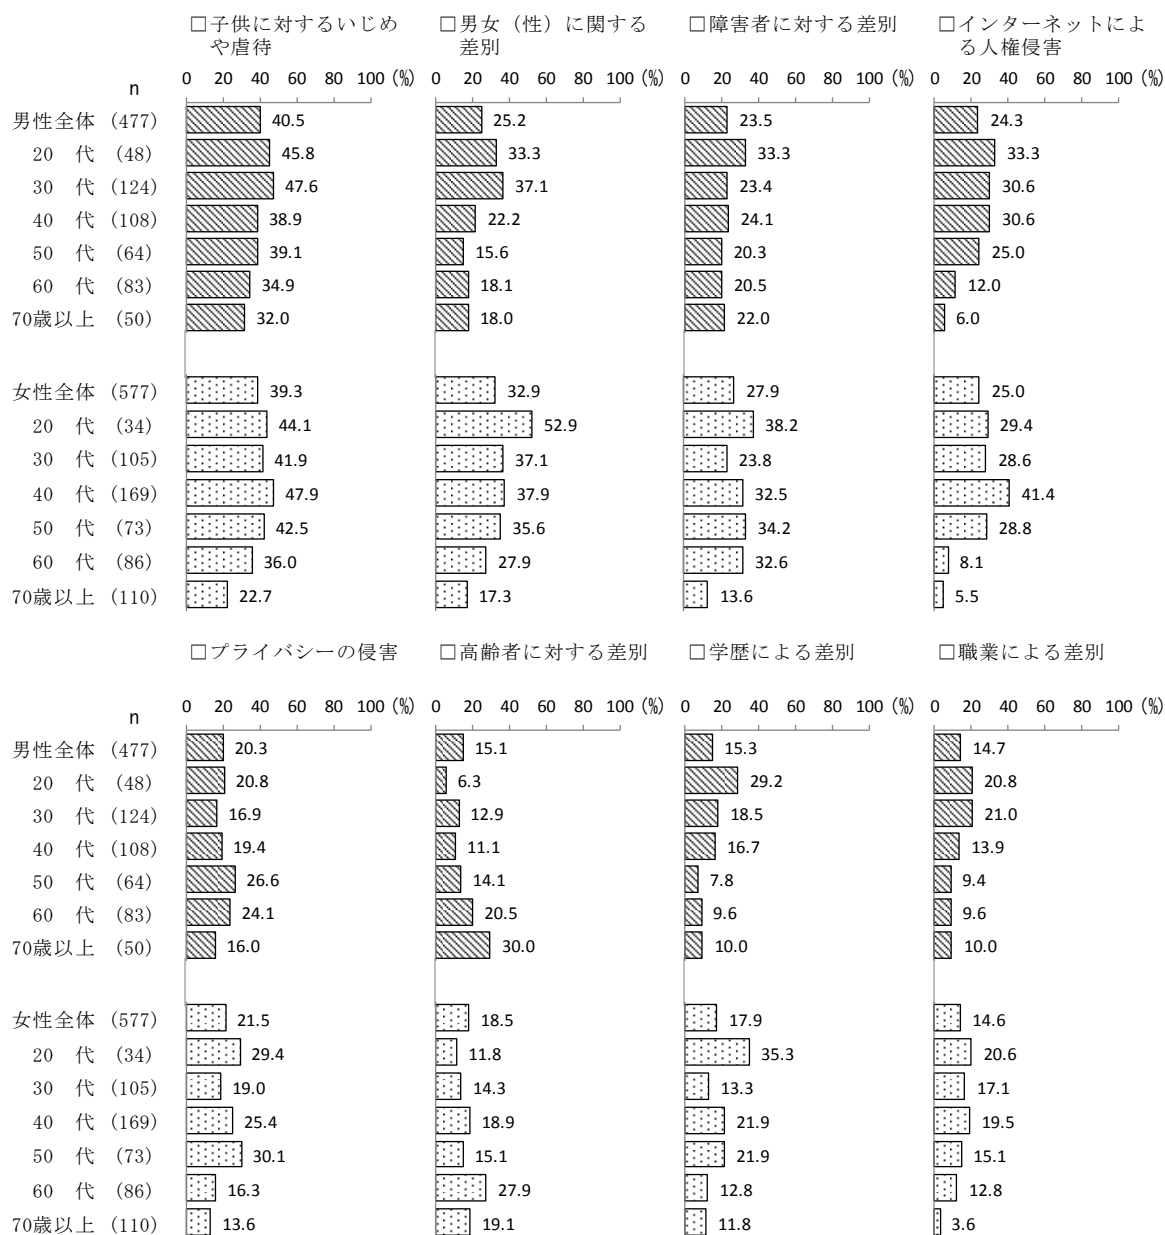 □子供に対するいじめ
や虐待
□男女（性）に関する
差別
□障害者に対する差別
□インターネットによ
る人権侵害
n
0 20 40 60 80 100 (%) 0 20 40 60 80 100 (%) 0 20 40 60 80 100 (%) 0 20 40 60 80 100 (%)
男性全体 (477) 40.5 25.2 23.5 24.3
20 代 (48) 45.8 33.3 33.3 33.3
30 代 (124) 47.6 37.1 23.4 30.6
40 代 (108) 38.9 22.2 24.1 30.6
50 代 (64) 39.1 15.6 20.3 25.0
60 代 (83) 34.9 18.1 20.5 12.0
70歳以上 (50) 32.0 18.0 22.0 6.0
女性全体 (577) 39.3 32.9 27.9 25.0
20 代 (34) 44.1 52.9 38.2 29.4
30 代 (105) 41.9 37.1 23.8 28.6
40 代 (169) 47.9 37.9 32.5 41.4
50 代 (73) 42.5 35.6 34.2 28.8
60 代 (86) 36.0 27.9 32.6 8.1
70歳以上 (110) 22.7 17.3 13.6 5.5
□プライバシーの侵害 □高齢者に対する差別 □学歴による差別 □職業による差別
n
0 20 40 60 80 100 (%) 0 20 40 60 80 100 (%) 0 20 40 60 80 100 (%) 0 20 40 60 80 100 (%)
男性全体 (477) 20.3 15.1 15.3 14.7
20 代 (48) 20.8 6.3 29.2 20.8
30 代 (124) 16.9 12.9 18.5 21.0
40 代 (108) 19.4 11.1 16.7 13.9
50 代 (64) 26.6 14.1 7.8 9.4
60 代 (83) 24.1 20.5 9.6 9.6
70歳以上 (50) 16.0 30.0 10.0 10.0
女性全体 (577) 21.5 18.5 17.9 14.6
20 代 (34) 29.4 11.8 35.3 20.6
30 代 (105) 19.0 14.3 13.3 17.1
40 代 (169) 25.4 18.9 21.9 19.5
50 代 (73) 30.1 15.1 21.9 15.1
60 代 (86) 16.3 27.9 12.8 12.8
70歳以上 (110) 13.6 19.1 11.8 3.6